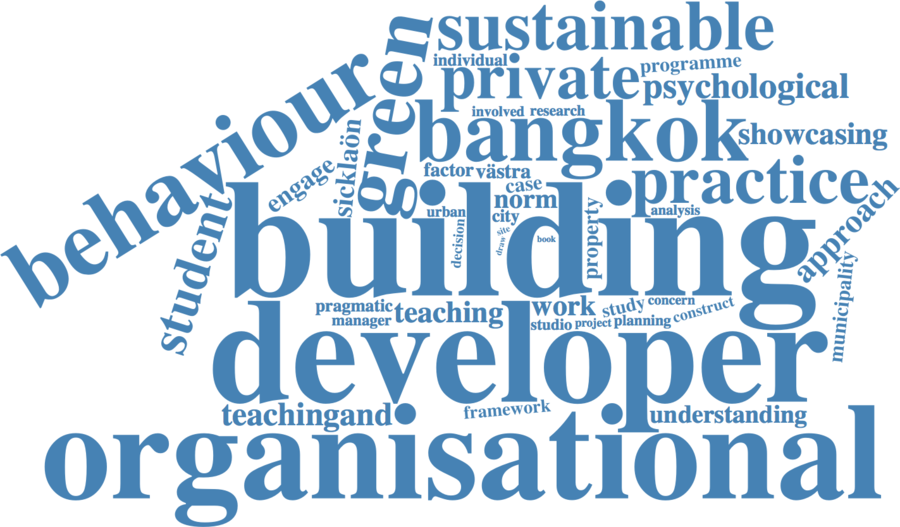 sustainable
individual
private
programme
psychological
green
behaviour
involved
research
bangkok
showcasing
sicklaön
engage
factor
västra
case
practice
norm
student
building
urban
city
analysis
property
decision
site
draw
book
approach
municipality
pragmatic
manager
teaching
work
study
concern
construct
studio
project
planning
developer
teachingand
framework
understanding
organisational